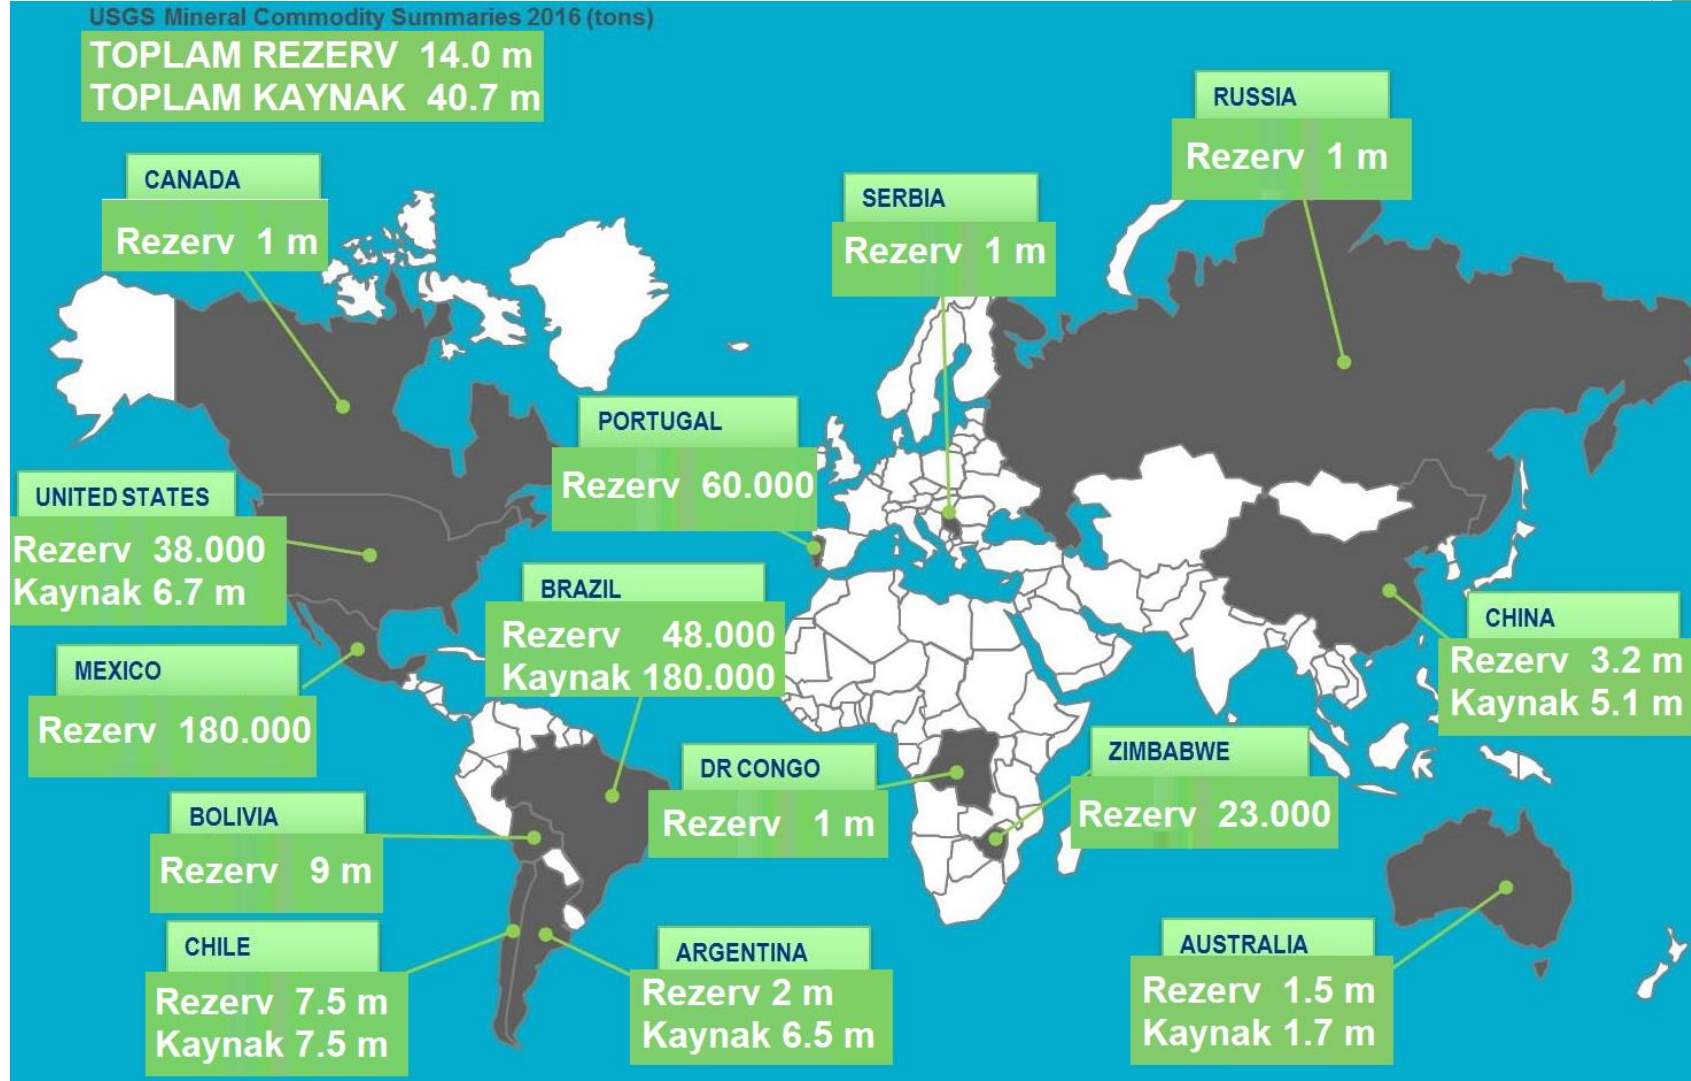 USGS Mineral Commodity Summaries 2016 (tons)
TOPLAM REZERV 14.0 m
TOPLAM KAYNAK 40.7 m
RUSSIA
Rezerv 1 m
CANADA
Rezerv 1 m
SERBIA
Rezerv 1 m
PORTUGAL
Rezerv 60.000
UNITED STATES
Rezerv 38.000
Kaynak 6.7 m
BRAZIL
Rezerv 48.000
Kaynak 180.000
CHINA
Rezerv 3.2 m
Kaynak 5.1 m
MEXICO
Rezerv 180.000
DR CONGO
Rezerv 1 m
ZIMBABWE
Rezerv 23.000
BOLIVIA
Rezerv 9 m
CHILE
Rezerv 7.5 m
Kaynak 7.5 m
ARGENTINA
Rezerv 2 m
Kaynak 6.5 m
AUSTRALIA
Rezerv 1.5 m
Kaynak 1.7 m